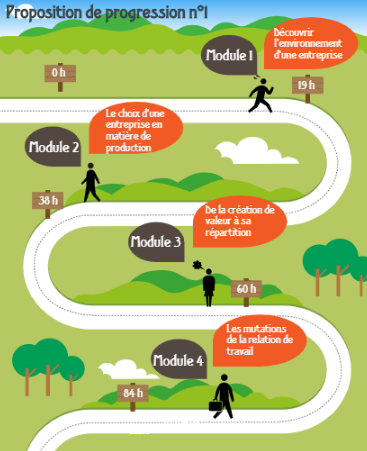 Proposition de progression n°1
Découvrir
l'environnement
d'une entreprise
Module 1
0 h
19 h
Le choix d'une
entreprise en
matière de
production
Module 2
38 h
De la création de
valeur à sa
répartition
Module 3
60 h
Les mutations
de la relation de
travail
Module 4
84 h